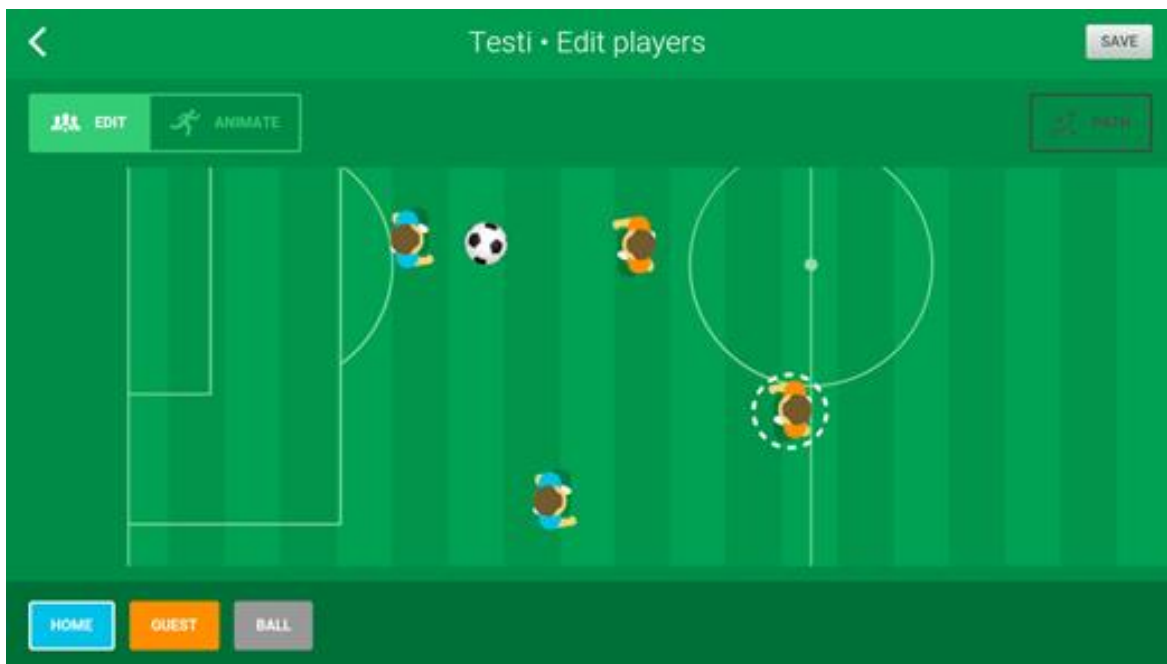 Testi • Edit players
SAVE
EDIT
ANIMATE
PATH
HOME
GUEST
BALL